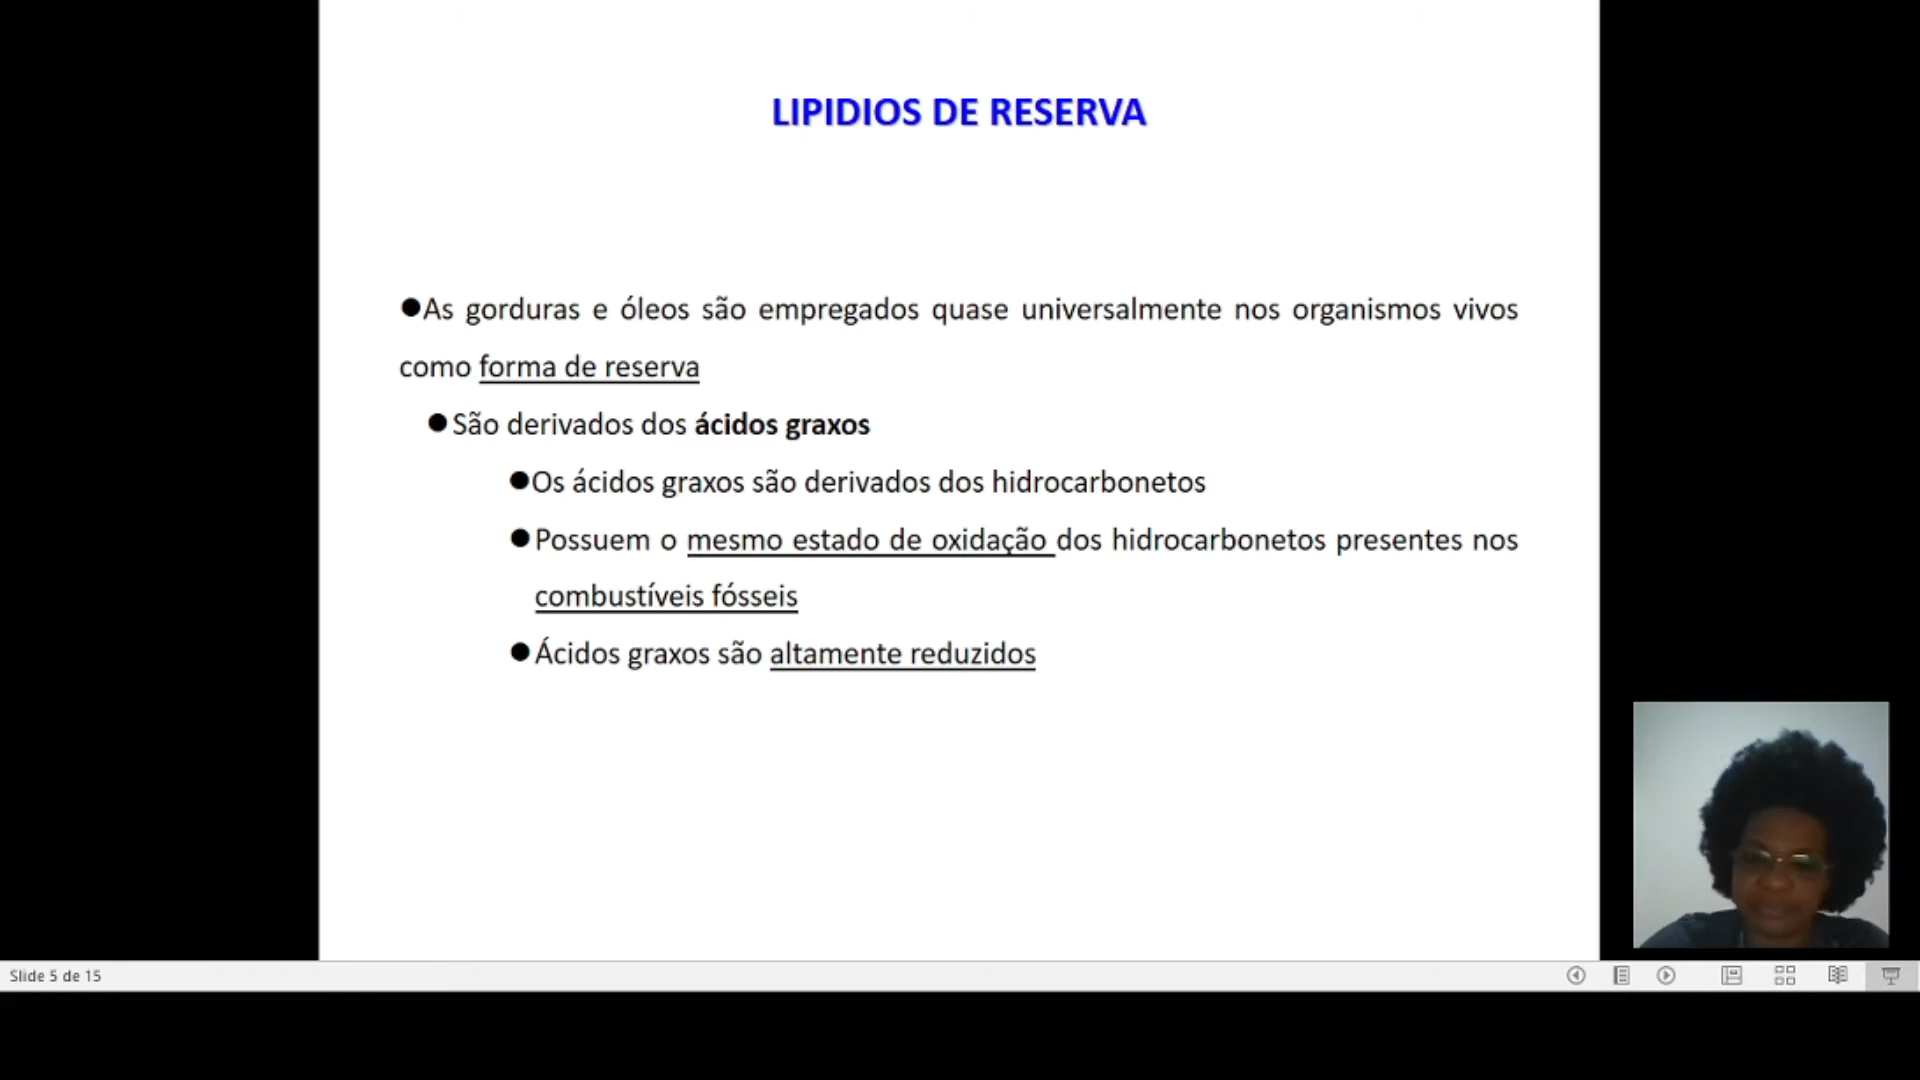 LIPIDIOS DE RESERVA
●As gorduras e óleos são empregados quase universalmente nos organismos vivos
como forma de reserva
●São derivados dos ácidos graxos
●Os ácidos graxos são derivados dos hidrocarbonetos
●Possuem o mesmo estado de oxidação dos hidrocarbonetos presentes nos
combustíveis fósseis
●Ácidos graxos são altamente reduzidos
Slide 5 de 15